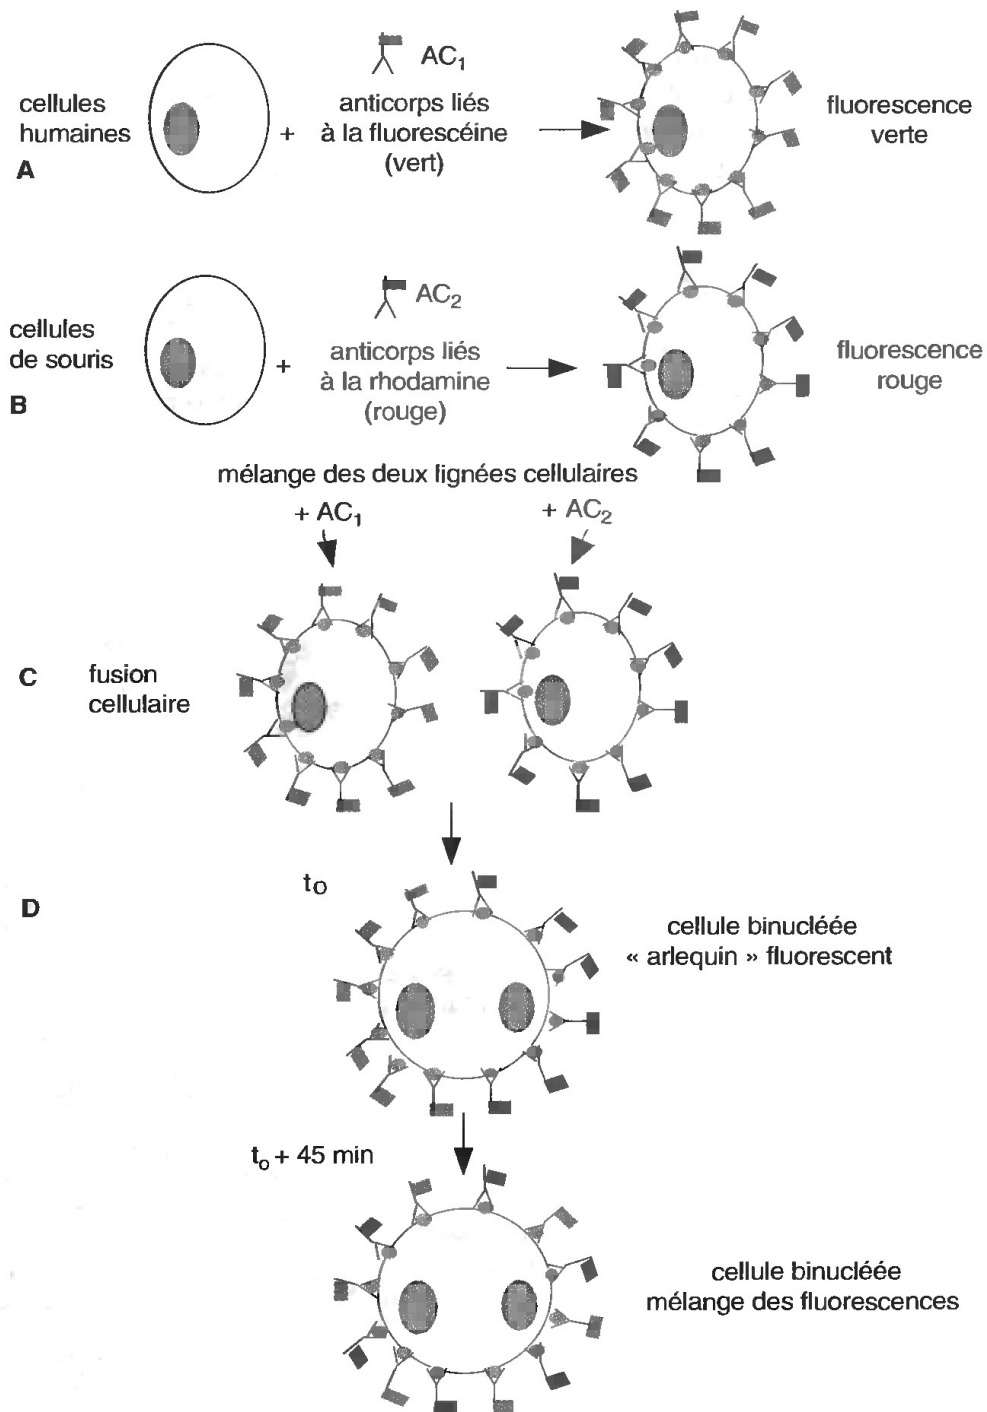 AC₁
cellules
humaines
+
anticorps liés
à la fluorescéine
(vert)
fluorescence
verte
A
AC₂
cellules
de souris
+
anticorps liés
à la rhodamine
(rouge)
fluorescence
rouge
B
mélange des deux lignées cellulaires
+ AC₁
+ AC₂
C
fusion
cellulaire
t₀
D
cellule binucléée
« arlequin » fluorescent
t₀ + 45 min
cellule binucléée
mélange des fluorescences